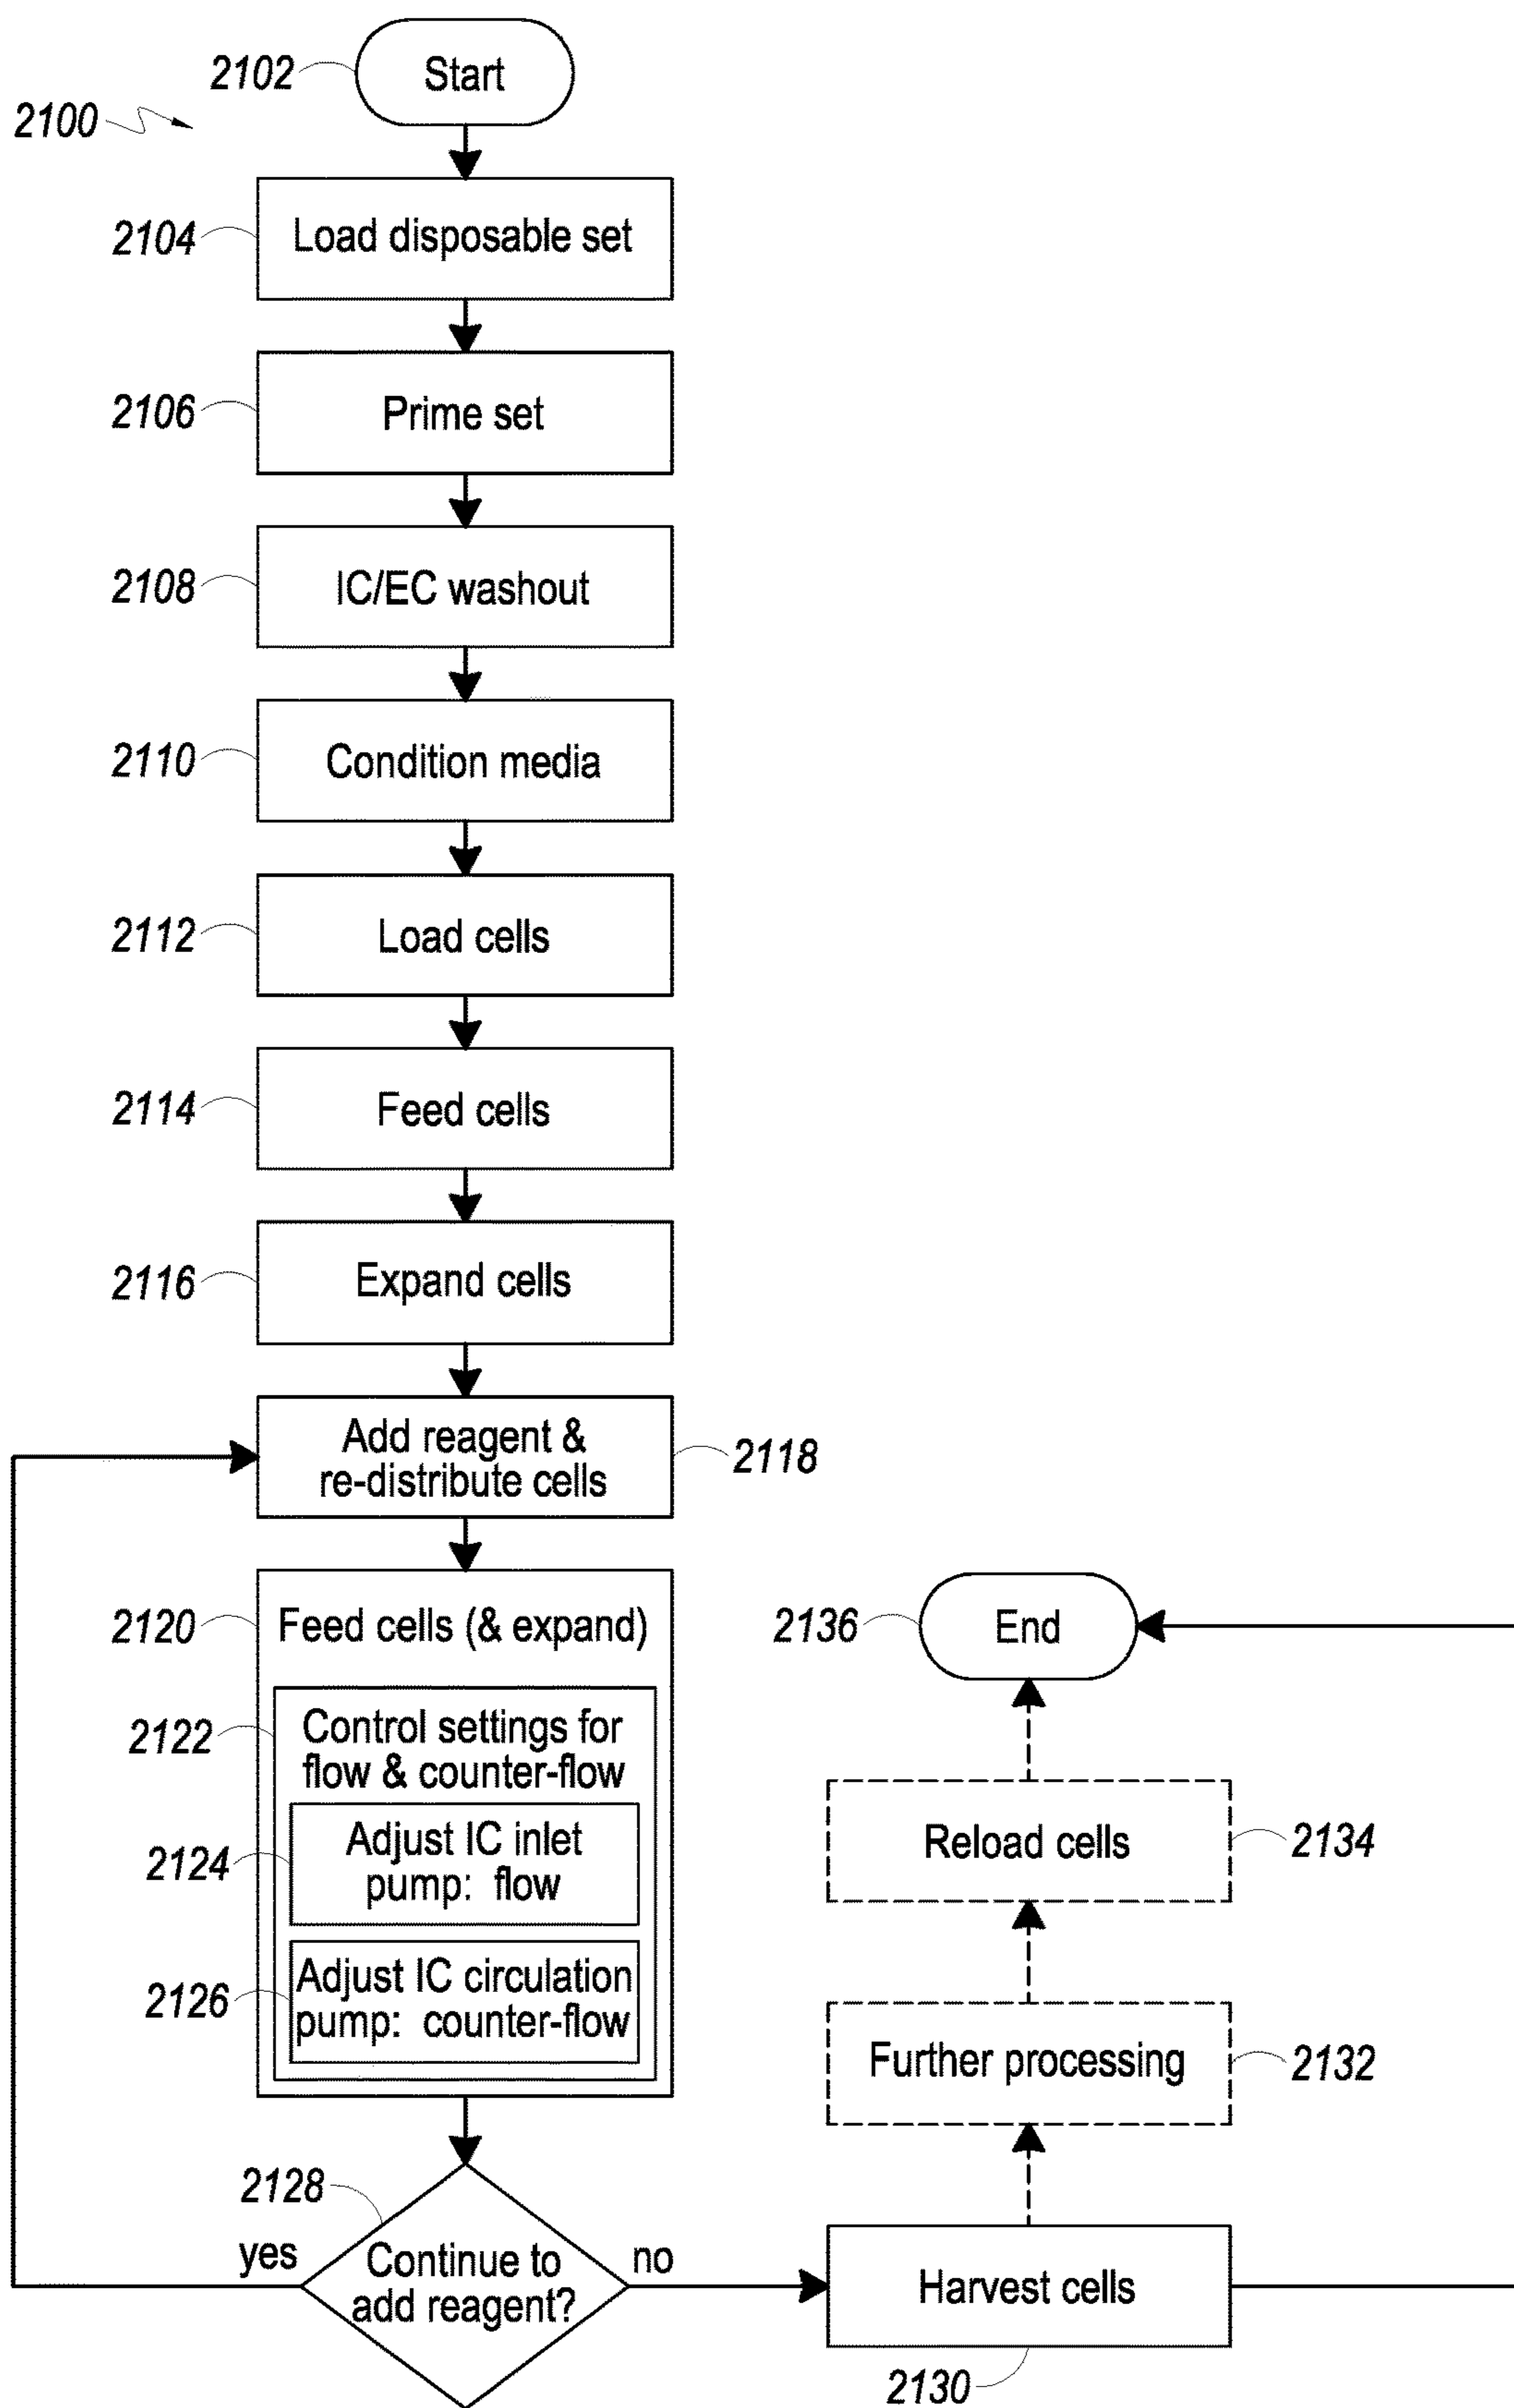 2100
2102
Start
2104
Load disposable set
2106
Prime set
2108
IC/EC washout
2110
Condition media
2112
Load cells
2114
Feed cells
2116
Expand cells
Add reagent &
re-distribute cells
2118
2120
Feed cells (& expand)
2122
Control settings for
flow & counter-flow
2124
Adjust IC inlet
pump: flow
2126
Adjust IC circulation
pump: counter-flow
2128
Continue to
add reagent?
yes
no
Harvest cells
2130
Further processing
2132
Reload cells
2134
2136
End